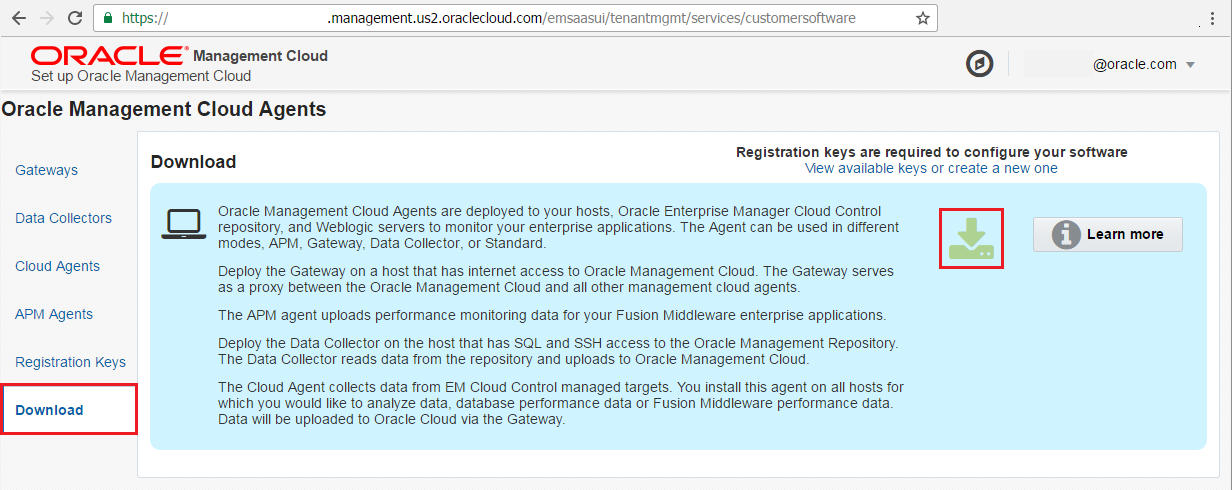 https:// .management.us2.oraclecloud.com/emsaasui/tenantmgmt/services/customersoftware
ORACLE® Management Cloud
Set up Oracle Management Cloud
@oracle.com
Oracle Management Cloud Agents
Gateways
Data Collectors
Cloud Agents
APM Agents
Registration Keys
Download
Download
Registration keys are required to configure your software
View available keys or create a new one
Oracle Management Cloud Agents are deployed to your hosts, Oracle Enterprise Manager Cloud Control
repository, and Weblogic servers to monitor your enterprise applications. The Agent can be used in different
modes, APM, Gateway, Data Collector, or Standard.
Deploy the Gateway on a host that has internet access to Oracle Management Cloud. The Gateway serves
as a proxy between the Oracle Management Cloud and all other management cloud agents.
The APM agent uploads performance monitoring data for your Fusion Middleware enterprise applications.
Deploy the Data Collector on the host that has SQL and SSH access to the Oracle Management Repository.
The Data Collector reads data from the repository and uploads to Oracle Management Cloud.
The Cloud Agent collects data from EM Cloud Control managed targets. You install this agent on all hosts for
which you would like to analyze data, database performance data or Fusion Middleware performance data.
Data will be uploaded to Oracle Cloud via the Gateway.
Learn more